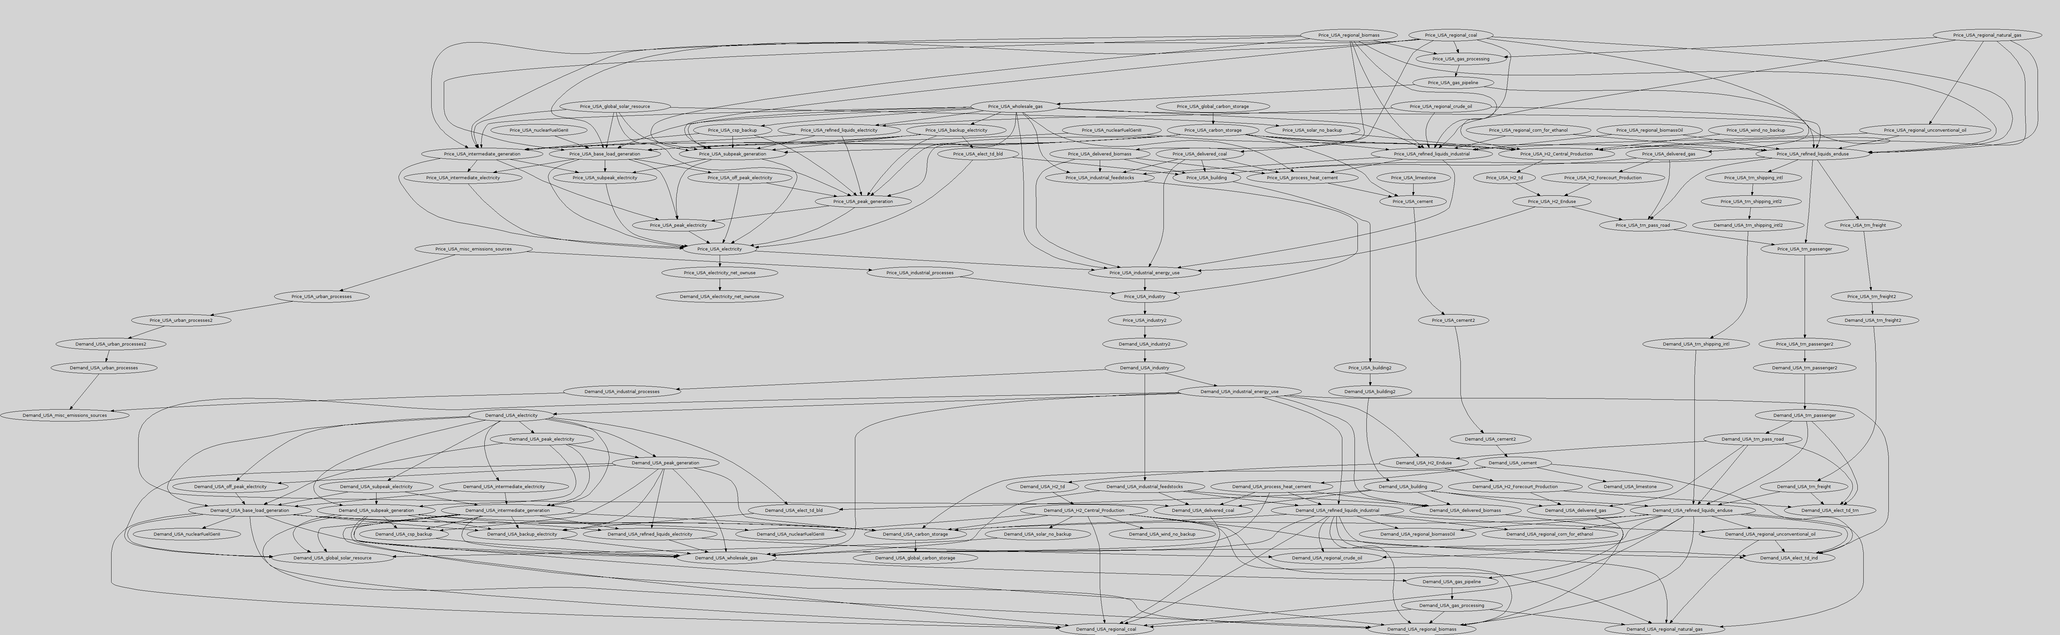 Price_USA_regional_biomass
Price_USA_regional_coal
Price_USA_regional_natural_gas
Price_USA_gas_processing
Price_USA_gas_pipeline
Price_USA_global_solar_resource
Price_USA_wholesale_gas
Price_USA_global_carbon_storage
Price_USA_regional_crude_oil
Price_USA_nuclearFuelGenII
Price_USA_csp_backup
Price_USA_refined_liquids_electricity
Price_USA_backup_electricity
Price_USA_nuclearFuelGenIII
Price_USA_carbon_storage
Price_USA_solar_no_backup
Price_USA_regional_corn_for_ethanol
Price_USA_regional_biomassOil
Price_USA_wind_no_backup
Price_USA_regional_unconventional_oil
Price_USA_intermediate_generation
Price_USA_base_load_generation
Price_USA_subpeak_generation
Price_USA_elect_td_bld
Price_USA_delivered_biomass
Price_USA_delivered_coal
Price_USA_refined_liquids_industrial
Price_USA_H2_Central_Production
Price_USA_delivered_gas
Price_USA_refined_liquids_enduse
Price_USA_intermediate_electricity
Price_USA_subpeak_electricity
Price_USA_off_peak_electricity
Price_USA_industrial_feedstocks
Price_USA_building
Price_USA_process_heat_cement
Price_USA_limestone
Price_USA_H2_td
Price_USA_H2_Forecourt_Production
Price_USA_trn_shipping_intl
Price_USA_peak_generation
Price_USA_cement
Price_USA_H2_Enduse
Price_USA_trn_shipping_intl2
Price_USA_peak_electricity
Price_USA_trn_pass_road
Demand_USA_trn_shipping_intl2
Price_USA_trn_freight
Price_USA_misc_emissions_sources
Price_USA_electricity
Price_USA_trn_passenger
Price_USA_electricity_net_ownuse
Price_USA_industrial_processes
Price_USA_industrial_energy_use
Price_USA_urban_processes
Demand_USA_electricity_net_ownuse
Price_USA_industry
Price_USA_trn_freight2
Price_USA_urban_processes2
Price_USA_industry2
Price_USA_cement2
Demand_USA_trn_freight2
Demand_USA_urban_processes2
Demand_USA_industry2
Demand_USA_trn_shipping_intl
Price_USA_trn_passenger2
Demand_USA_urban_processes
Demand_USA_industry
Price_USA_building2
Demand_USA_trn_passenger2
Demand_USA_industrial_processes
Demand_USA_industrial_energy_use
Demand_USA_building2
Demand_USA_misc_emissions_sources
Demand_USA_electricity
Demand_USA_trn_passenger
Demand_USA_peak_electricity
Demand_USA_cement2
Demand_USA_trn_pass_road
Demand_USA_peak_generation
Demand_USA_H2_Enduse
Demand_USA_cement
Demand_USA_off_peak_electricity
Demand_USA_subpeak_electricity
Demand_USA_intermediate_electricity
Demand_USA_H2_td
Demand_USA_industrial_feedstocks
Demand_USA_process_heat_cement
Demand_USA_building
Demand_USA_H2_Forecourt_Production
Demand_USA_limestone
Demand_USA_trn_freight
Demand_USA_base_load_generation
Demand_USA_subpeak_generation
Demand_USA_intermediate_generation
Demand_USA_elect_td_bld
Demand_USA_H2_Central_Production
Demand_USA_delivered_coal
Demand_USA_refined_liquids_industrial
Demand_USA_delivered_biomass
Demand_USA_delivered_gas
Demand_USA_refined_liquids_enduse
Demand_USA_elect_td_trn
Demand_USA_nuclearFuelGenII
Demand_USA_csp_backup
Demand_USA_backup_electricity
Demand_USA_refined_liquids_electricity
Demand_USA_nuclearFuelGenIII
Demand_USA_carbon_storage
Demand_USA_solar_no_backup
Demand_USA_wind_no_backup
Demand_USA_regional_biomassOil
Demand_USA_regional_corn_for_ethanol
Demand_USA_regional_unconventional_oil
Demand_USA_global_solar_resource
Demand_USA_wholesale_gas
Demand_USA_global_carbon_storage
Demand_USA_regional_crude_oil
Demand_USA_elect_td_ind
Demand_USA_gas_pipeline
Demand_USA_gas_processing
Demand_USA_regional_coal
Demand_USA_regional_biomass
Demand_USA_regional_natural_gas